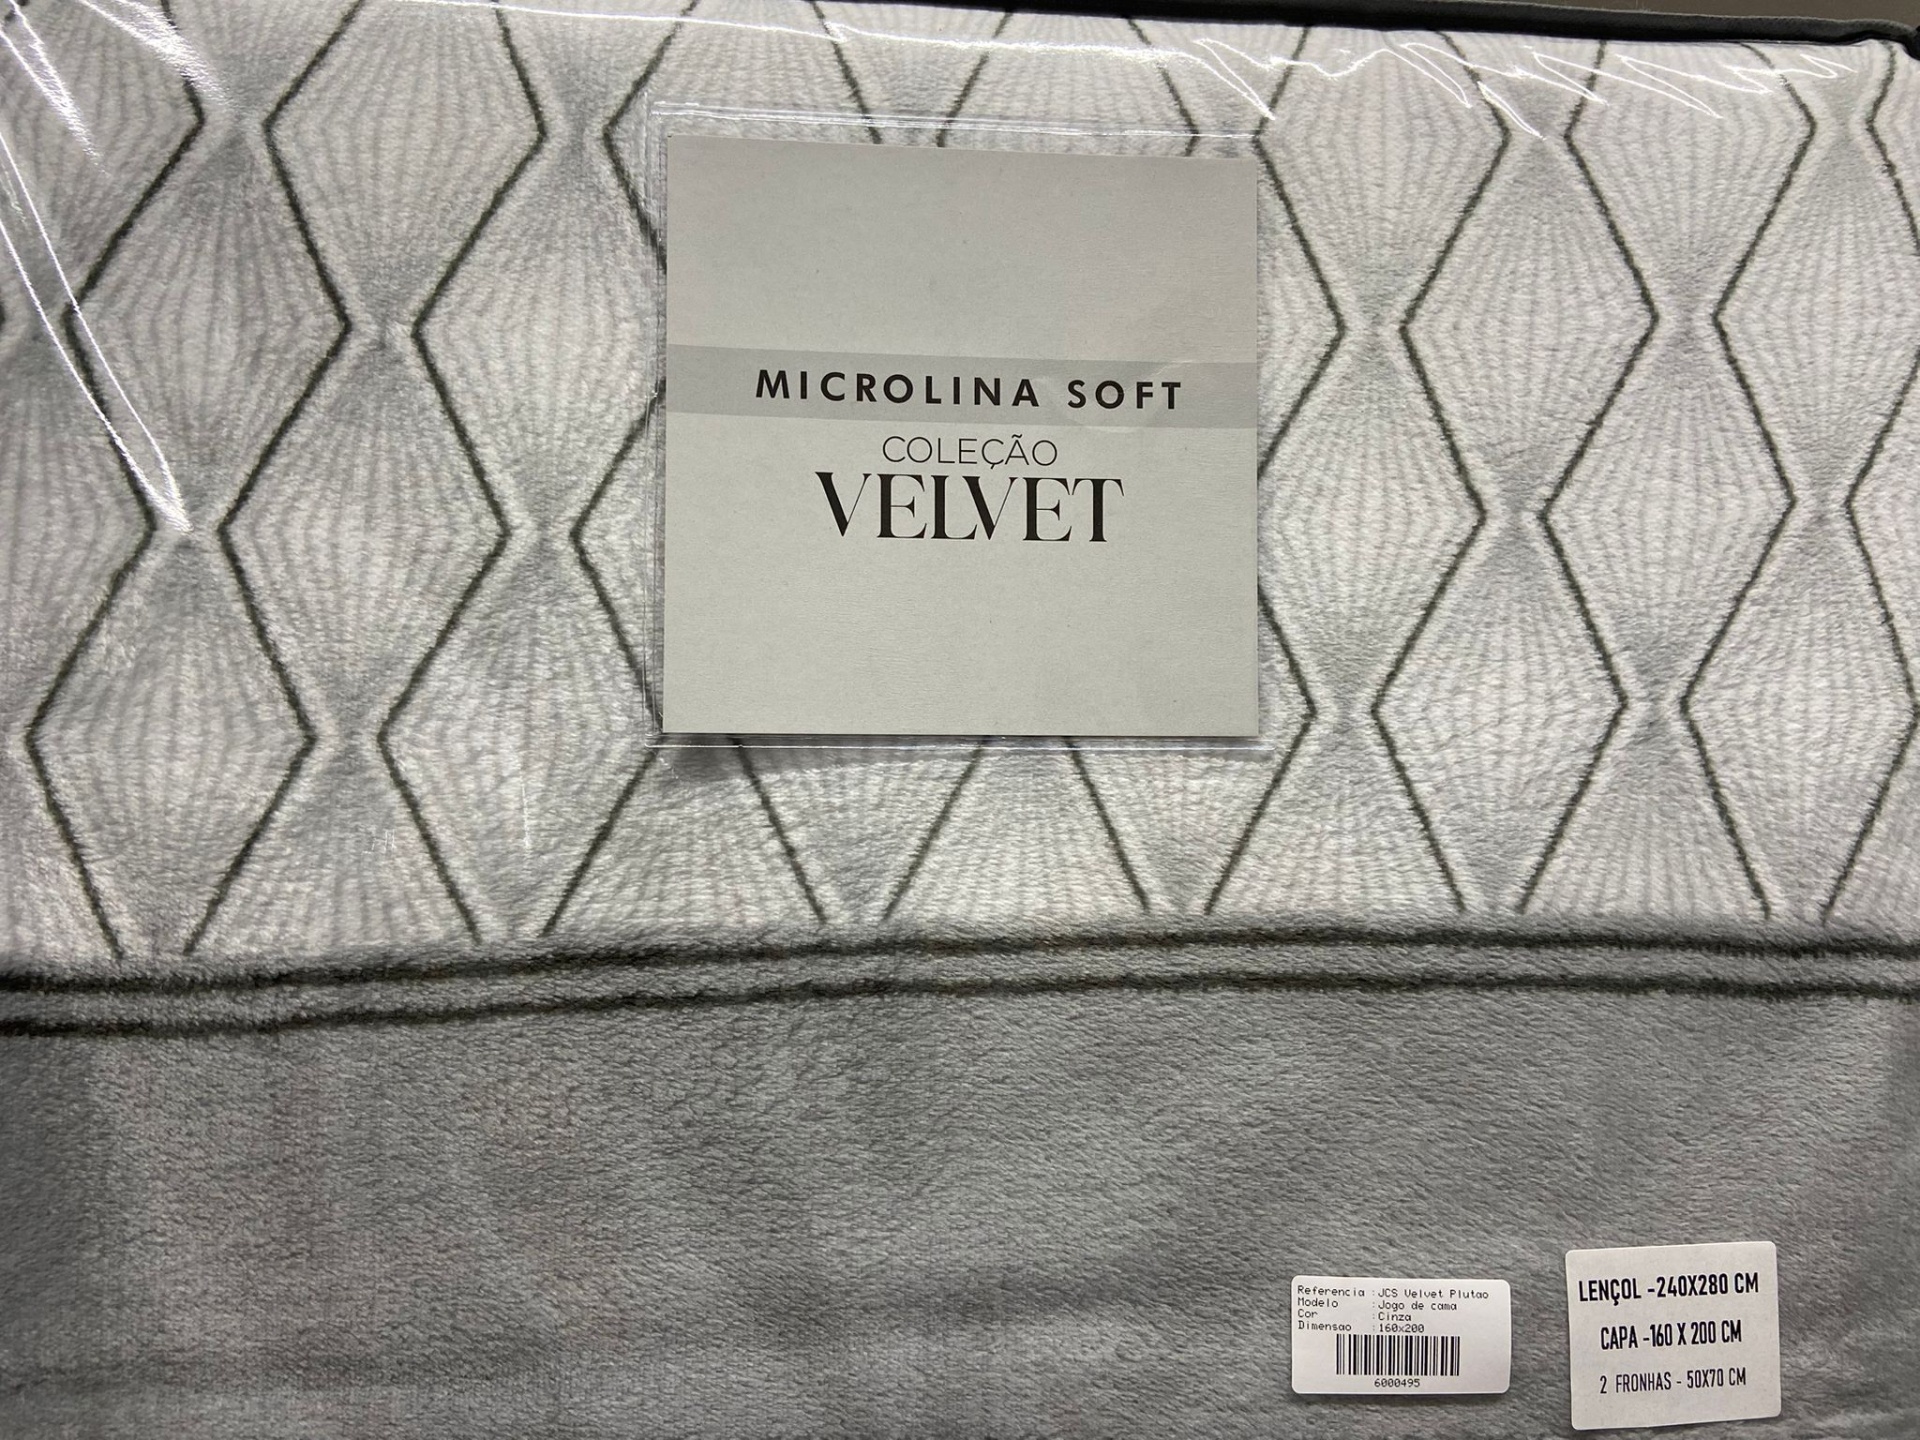 MICROLINA SOFT
COLEÇÃO
VELVET
Referencia : JCS Velvet Plutao
Modelo : Jogo de cama
Cor : Cinza
Dimensao : 160x200
6000495
LENÇOL -240X280 CM
CAPA -160 X 200 CM
2 FRONHAS - 50X70 CM